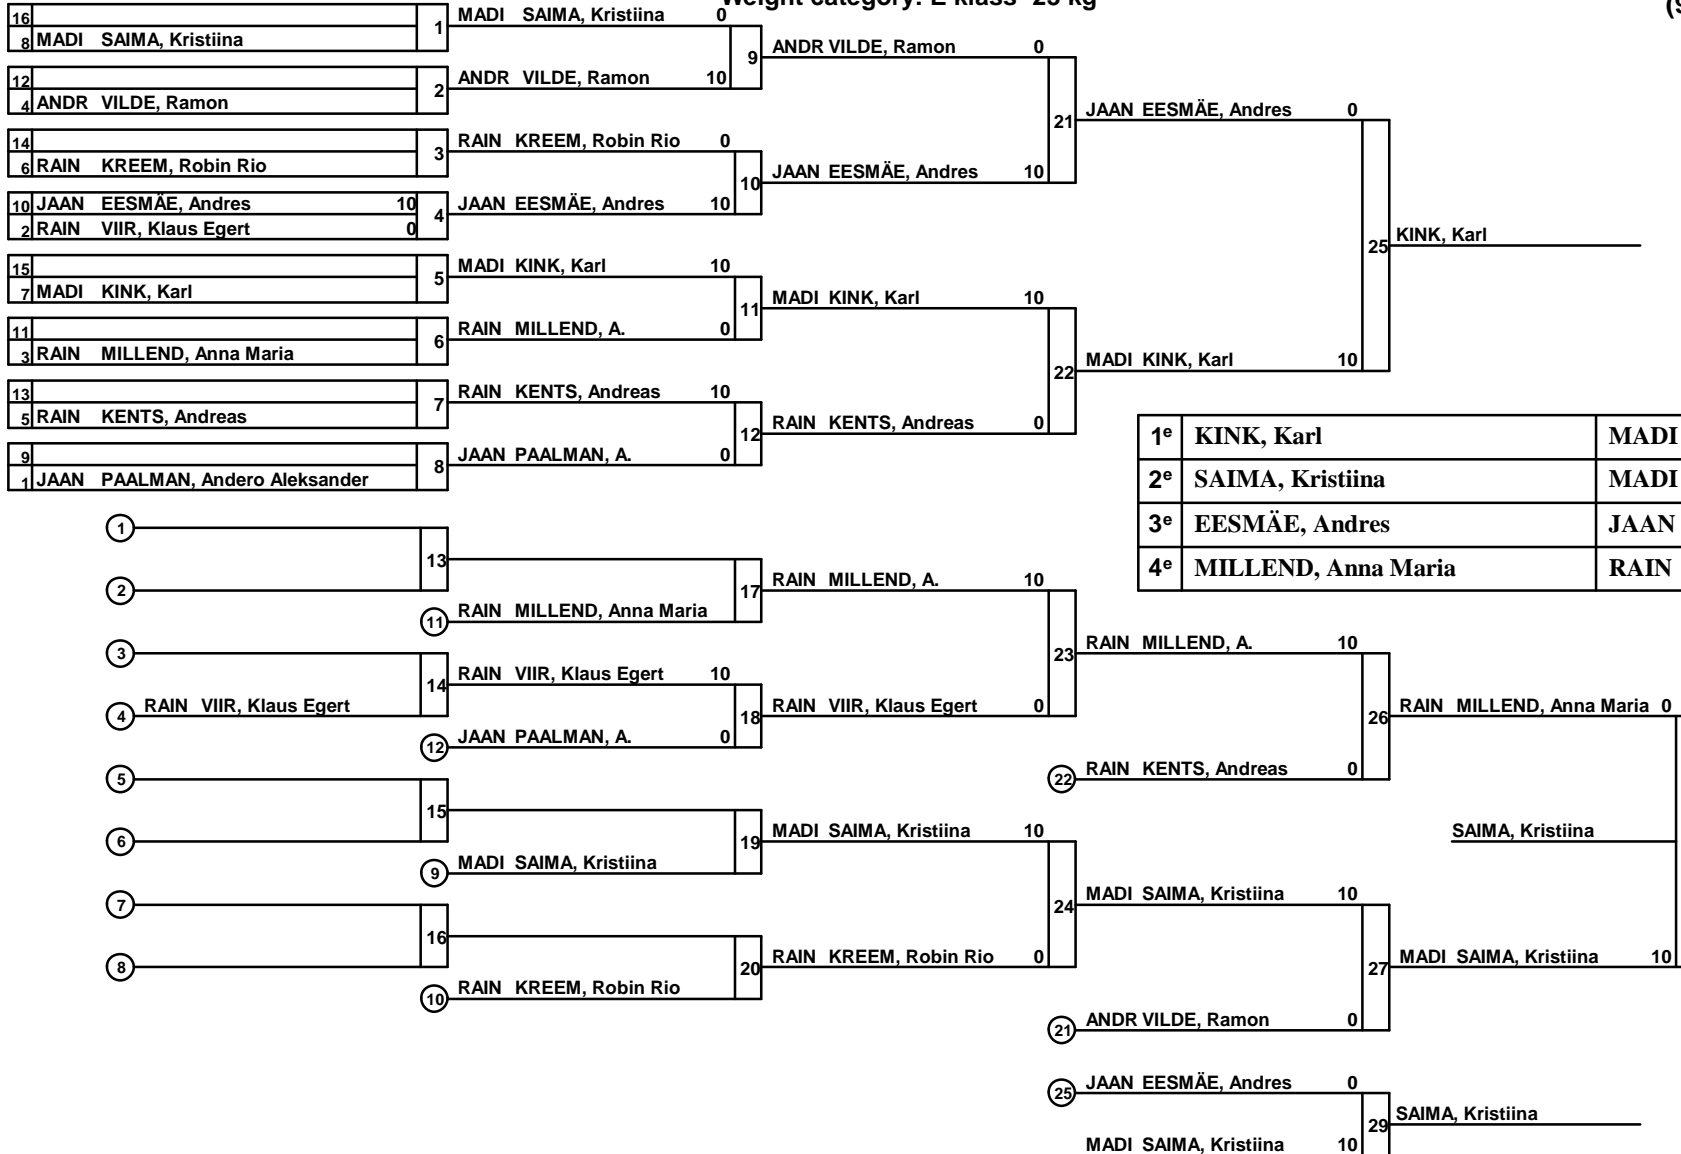 Weight category: E klass -25 kg
(9
16
8 MADI SAIMA, Kristiina
1
12
4 ANDR VILDE, Ramon
2
14
6 RAIN KREEM, Robin Rio
3
10 JAAN EESMÄE, Andres 10
2 RAIN VIIR, Klaus Egert 0
4
15
7 MADI KINK, Karl
5
11
3 RAIN MILLEND, Anna Maria
6
13
5 RAIN KENTS, Andreas
7
9
1 JAAN PAALMAN, Andero Aleksander
8
MADI SAIMA, Kristiina 0
ANDR VILDE, Ramon 10
9
RAIN KREEM, Robin Rio 0
JAAN EESMÄE, Andres 10
10
MADI KINK, Karl 10
RAIN MILLEND, A. 0
11
RAIN KENTS, Andreas 10
JAAN PAALMAN, A. 0
12
ANDR VILDE, Ramon 0
JAAN EESMÄE, Andres 10
21
MADI KINK, Karl 10
RAIN KENTS, Andreas 0
22
JAAN EESMÄE, Andres 0
MADI KINK, Karl 10
25
KINK, Karl
1e KINK, Karl MADI
2e SAIMA, Kristiina MADI
3e EESMÄE, Andres JAAN
4e MILLEND, Anna Maria RAIN
1
2
13
3
4 RAIN VIIR, Klaus Egert
14
5
6
15
7
8
16
11 RAIN MILLEND, Anna Maria
17
RAIN VIIR, Klaus Egert 10
12 JAAN PAALMAN, A. 0
18
9 MADI SAIMA, Kristiina
19
10 RAIN KREEM, Robin Rio
20
RAIN MILLEND, A. 10
RAIN VIIR, Klaus Egert 0
23
MADI SAIMA, Kristiina 10
RAIN KREEM, Robin Rio 0
24
RAIN MILLEND, A. 10
22 RAIN KENTS, Andreas 0
26
MADI SAIMA, Kristiina 10
21 ANDR VILDE, Ramon 0
27
RAIN MILLEND, Anna Maria 0
SAIMA, Kristiina
MADI SAIMA, Kristiina 10
25 JAAN EESMÄE, Andres 0
MADI SAIMA, Kristiina 10
29
SAIMA, Kristiina